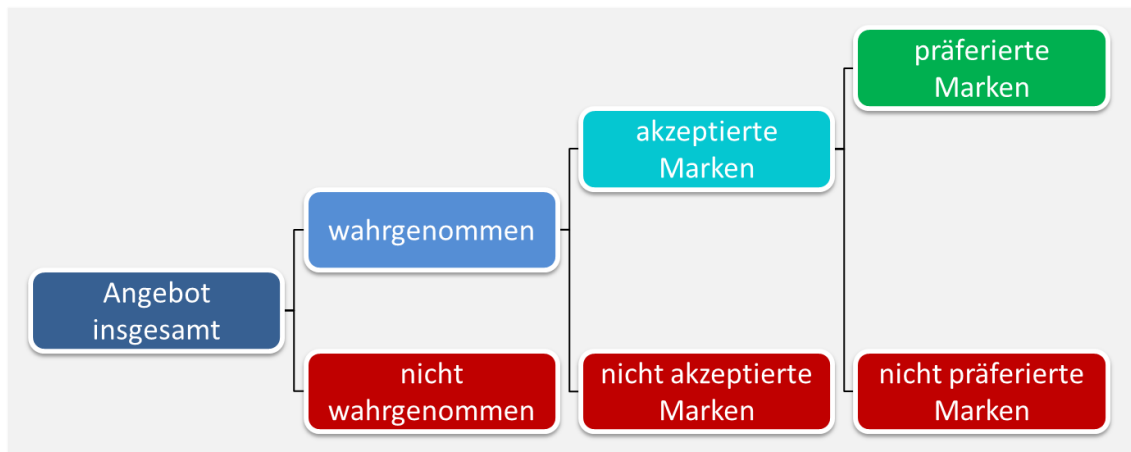 präferierte
Marken
akzeptierte
Marken
wahrgenommen
Angebot
insgesamt
nicht
wahrgenommen
nicht akzeptierte
Marken
nicht präferierte
Marken